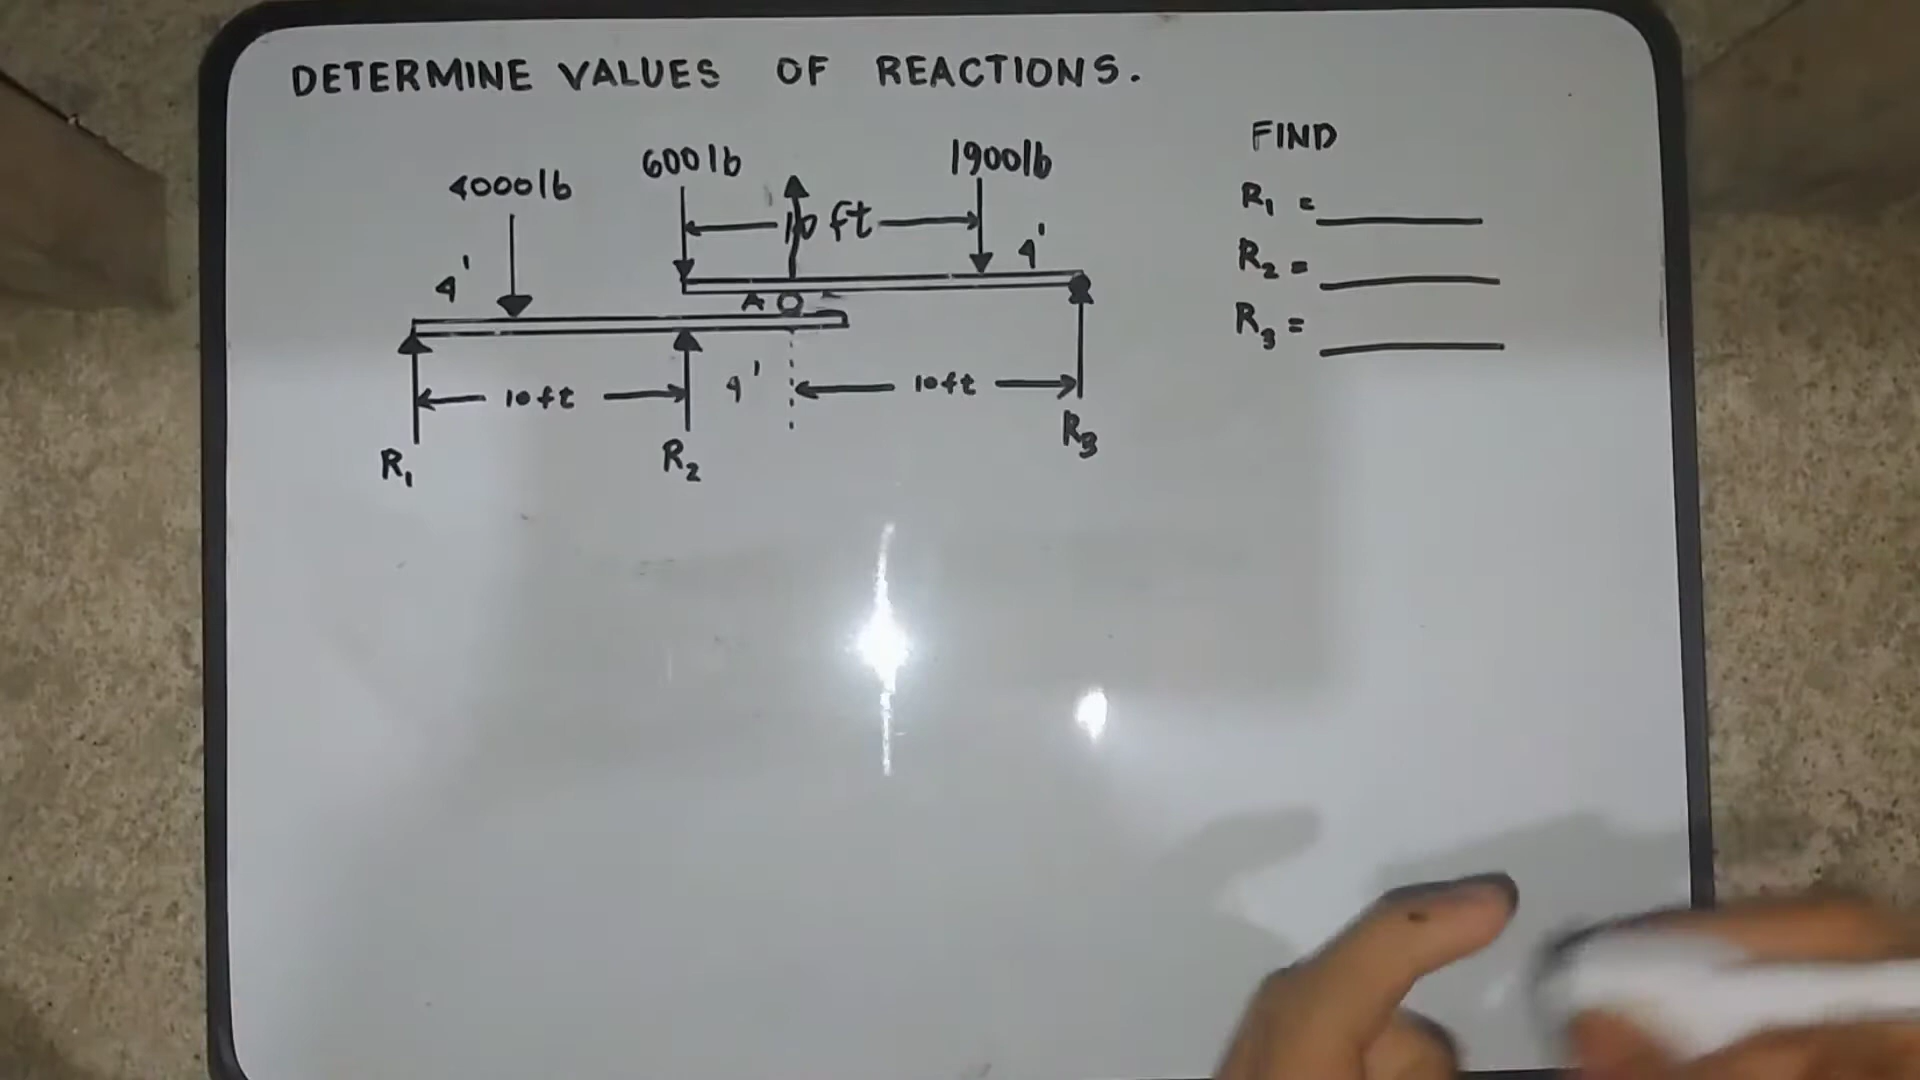 DETERMINE VALUES OF REACTIONS.
FIND
600lb
1900lb
4000lb
R1 =
10 ft
4'
R2 =
4'
A
R3 =
10ft
4'
10ft
R1
R2
R3